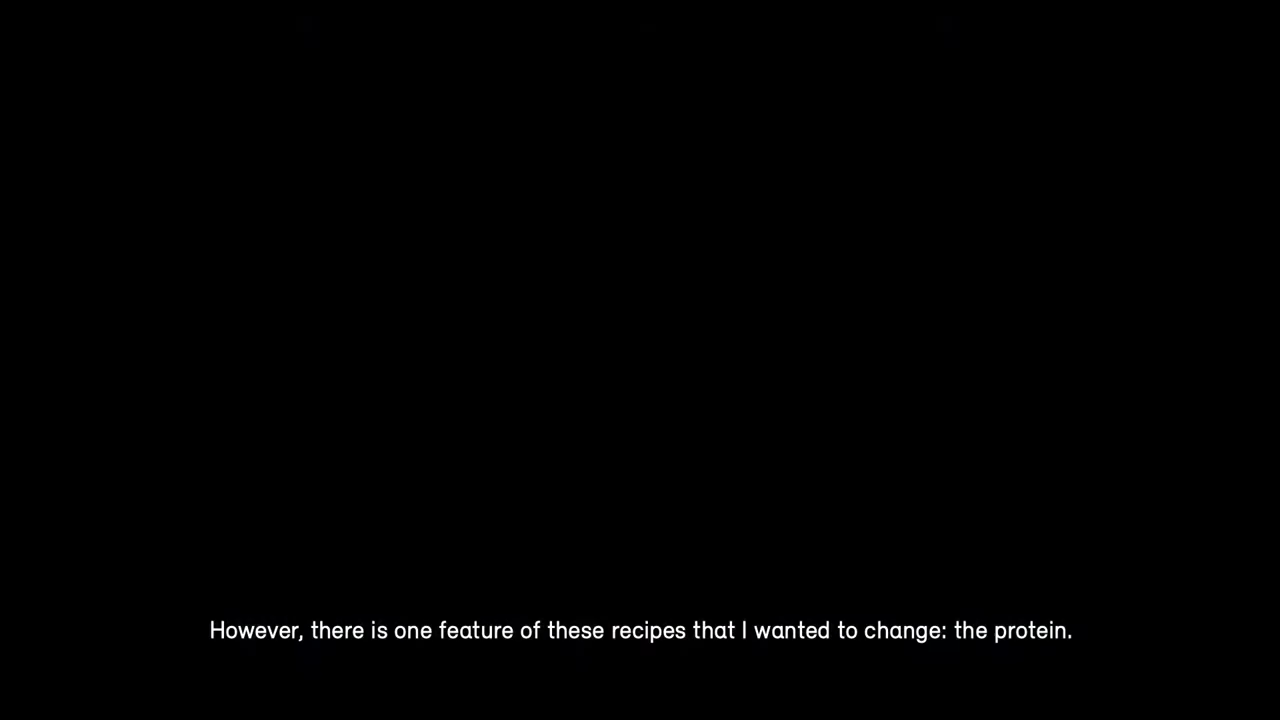 However, there is one feature of these recipes that I wanted to change: the protein.